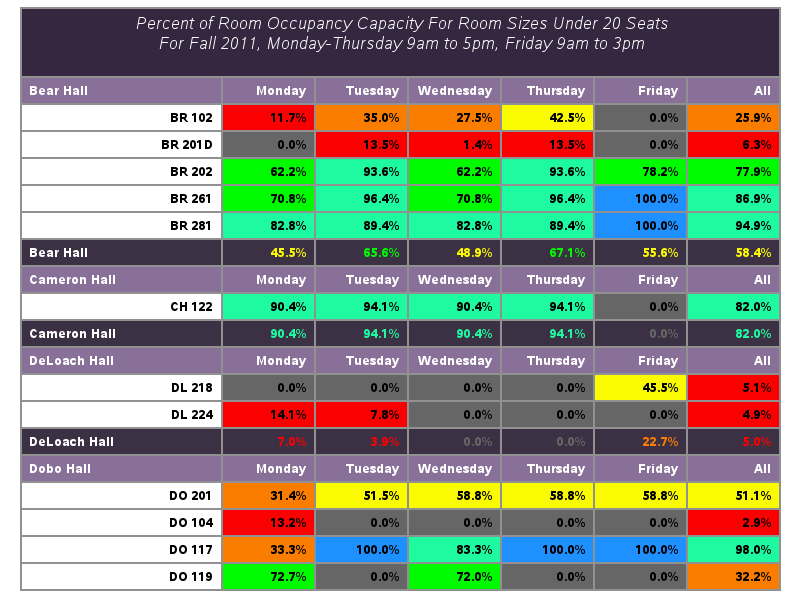 Percent of Room Occupancy Capacity For Room Sizes Under 20 Seats
For Fall 2011, Monday-Thursday 9am to 5pm, Friday 9am to 3pm
Bear Hall Monday Tuesday Wednesday Thursday Friday All
BR 102 11.7% 35.0% 27.5% 42.5% 0.0% 25.9%
BR 201D 0.0% 13.5% 1.4% 13.5% 0.0% 6.3%
BR 202 62.2% 93.6% 62.2% 93.6% 78.2% 77.9%
BR 261 70.8% 96.4% 70.8% 96.4% 100.0% 86.9%
BR 281 82.8% 89.4% 82.8% 89.4% 100.0% 94.9%
Bear Hall 45.5% 65.6% 48.9% 67.1% 55.6% 58.4%
Cameron Hall Monday Tuesday Wednesday Thursday Friday All
CH 122 90.4% 94.1% 90.4% 94.1% 0.0% 82.0%
Cameron Hall 90.4% 94.1% 90.4% 94.1% 0.0% 82.0%
DeLoach Hall Monday Tuesday Wednesday Thursday Friday All
DL 218 0.0% 0.0% 0.0% 0.0% 45.5% 5.1%
DL 224 14.1% 7.8% 0.0% 0.0% 0.0% 4.9%
DeLoach Hall 7.0% 3.9% 0.0% 0.0% 22.7% 5.0%
Dobo Hall Monday Tuesday Wednesday Thursday Friday All
DO 201 31.4% 51.5% 58.8% 58.8% 58.8% 51.1%
DO 104 13.2% 0.0% 0.0% 0.0% 0.0% 2.9%
DO 117 33.3% 100.0% 83.3% 100.0% 100.0% 98.0%
DO 119 72.7% 0.0% 72.0% 0.0% 0.0% 32.2%